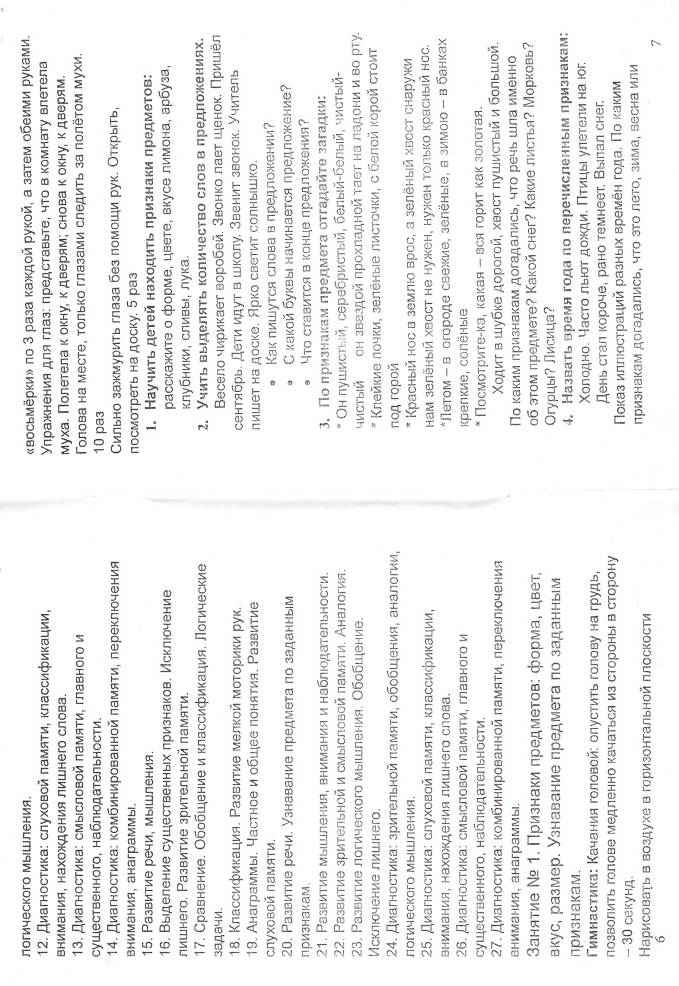 логического мышления.
12. Диагностика: слуховой памяти, классификации,
внимания, нахождения лишнего слова.
13. Диагностика: смысловой памяти, главного и
существенного, наблюдательности.
14. Диагностика: комбинированной памяти, переключения
внимания, анаграммы.
15. Развитие речи, мышления.
16. Выделение существенных признаков. Исключение
лишнего. Развитие зрительной памяти.
17. Сравнение. Обобщение и классификация. Логические
задачи.
18. Классификация. Развитие мелкой моторики рук.
19. Анаграммы. Частное и общее понятия. Развитие
слуховой памяти.
20. Развитие речи. Узнавание предмета по заданным
признакам.
21. Развитие мышления, внимания и наблюдательности.
22. Развитие зрительной и смысловой памяти. Аналогия.
23. Развитие логического мышления. Обобщение.
Исключение лишнего.
24. Диагностика: зрительной памяти, обобщения, аналогии,
логического мышления.
25. Диагностика: слуховой памяти, классификации,
внимания, нахождения лишнего слова.
26. Диагностика: смысловой памяти, главного и
существенного, наблюдательности.
27. Диагностика: комбинированной памяти, переключения
внимания, анаграммы.
Занятие № 1. Признаки предметов: форма, цвет,
вкус, размер. Узнавание предмета по заданным
признакам.
Гимнастика: Качания головой: опустить голову на грудь,
позволить голове медленно качаться из стороны в сторону
– 30 секунд.
Нарисовать в воздухе в горизонтальной плоскости
6
«восьмёрки» по 3 раза каждой рукой, а затем обеими руками.
Упражнения для глаз: представьте, что в комнату влетела
муха. Полетела к окну, к дверям; снова к окну, к дверям.
Голова на месте, только глазами следить за полётом мухи.
10 раз
Сильно зажмурить глаза без помощи рук. Открыть,
посмотреть на доску. 5 раз
1. Научить детей находить признаки предметов:
расскажите о форме, цвете, вкусе лимона, арбуза,
клубники, сливы, лука.
2. Учить выделять количество слов в предложениях.
Весело чирикает воробей. Звонко лает щенок. Пришёл
сентябрь. Дети идут в школу. Звенит звонок. Учитель
пишет на доске. Ярко светит солнышко.
• Как пишутся слова в предложении?
• С какой буквы начинается предложение?
• Что ставится в конце предложения?
3. По признакам предмета отгадайте загадки:
* Он пушистый, серебристый, белый-белый, чистый-
чистый он звездой прохладной тает на ладони и во рту.
* Клейкие почки, зелёные листочки, с белой корой стоит
под горой
* Красный нос в землю врос, а зелёный хвост снаружи
нам зелёный хвост не нужен, нужен только красный нос.
*Летом – в огороде свежие, зелёные, а зимою – в банках
крепкие, солёные
* Посмотрите-ка, какая – вся горит как золотая.
Ходит в шубке дорогой, хвост пушистый и большой.
По каким признакам догадались, что речь шла именно
об этом предмете? Какой снег? Какие листья? Морковь?
Огурцы? Лисица?
4. Назвать время года по перечисленным признакам:
Холодно. Часто льют дожди. Птицы улетели на юг.
День стал короче, рано темнеет. Выпал снег.
Показ иллюстраций разных времён года. По каким
признакам догадались, что это лето, зима, весна или
7